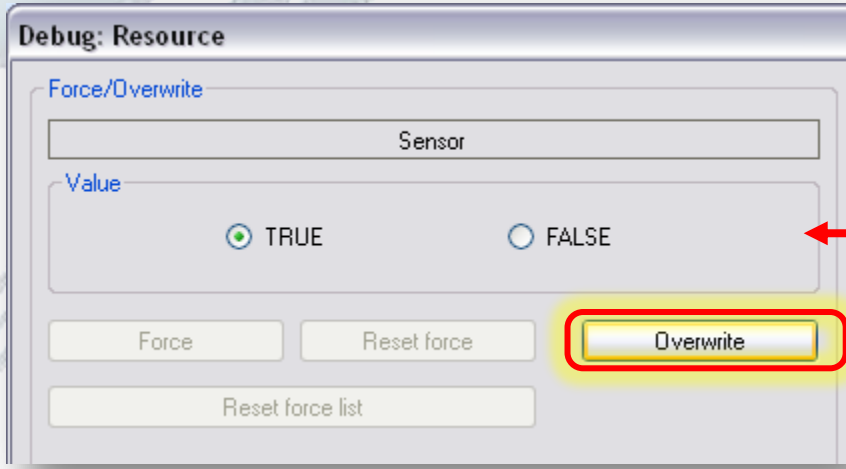 Debug: Resource
Force/Overwrite
Sensor
Value
TRUE FALSE
Force Reset force Overwrite
Reset force list